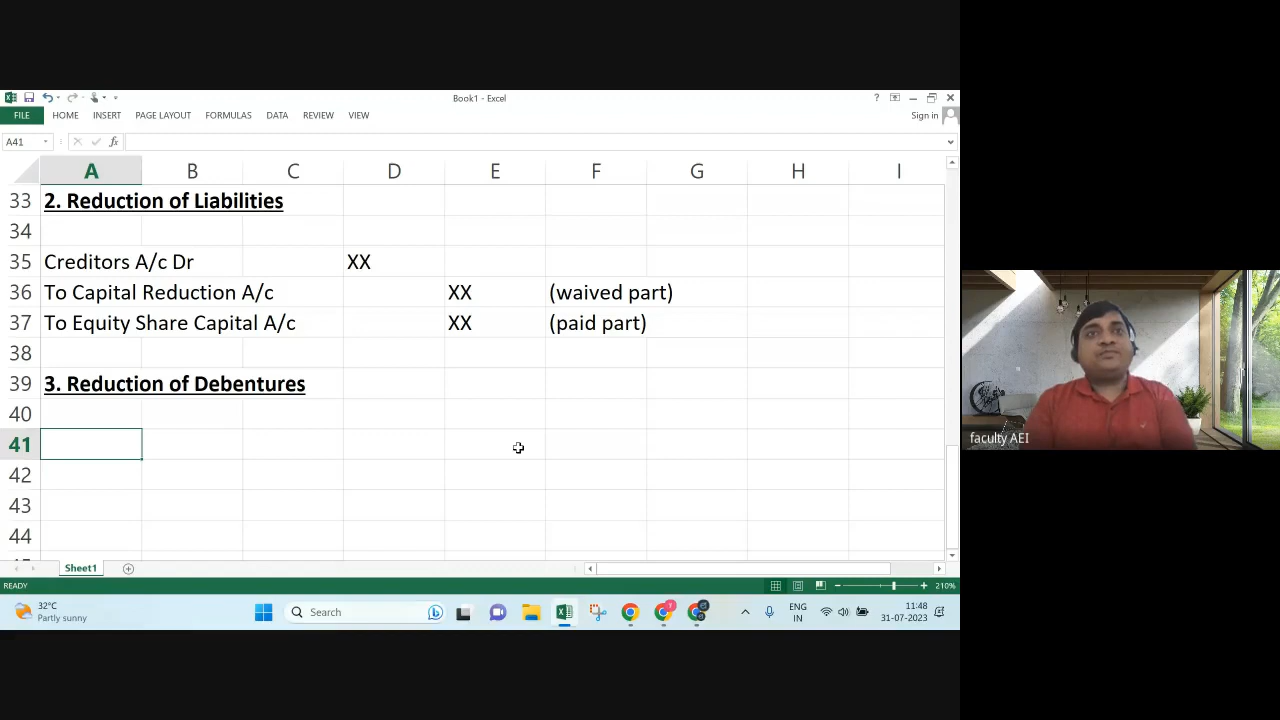 Book1 - Excel
?
FILE HOME INSERT PAGE LAYOUT FORMULAS DATA REVIEW VIEW Sign in
A41 fx
A B C D E F G H I
33 2. Reduction of Liabilities
34
35 Creditors A/c Dr XX
36 To Capital Reduction A/c XX (waived part)
37 To Equity Share Capital A/c XX (paid part)
38
39 3. Reduction of Debentures
40
41
42
43
44
faculty AEI
Sheet1
READY 210%
32°C
Partly sunny
Search
ENG
IN
11:48
31-07-2023